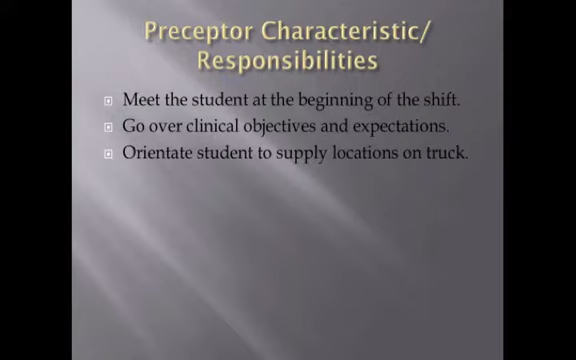 Preceptor Characteristic/
Responsibilities
Meet the student at the beginning of the shift.
Go over clinical objectives and expectations.
Orientate student to supply locations on truck.